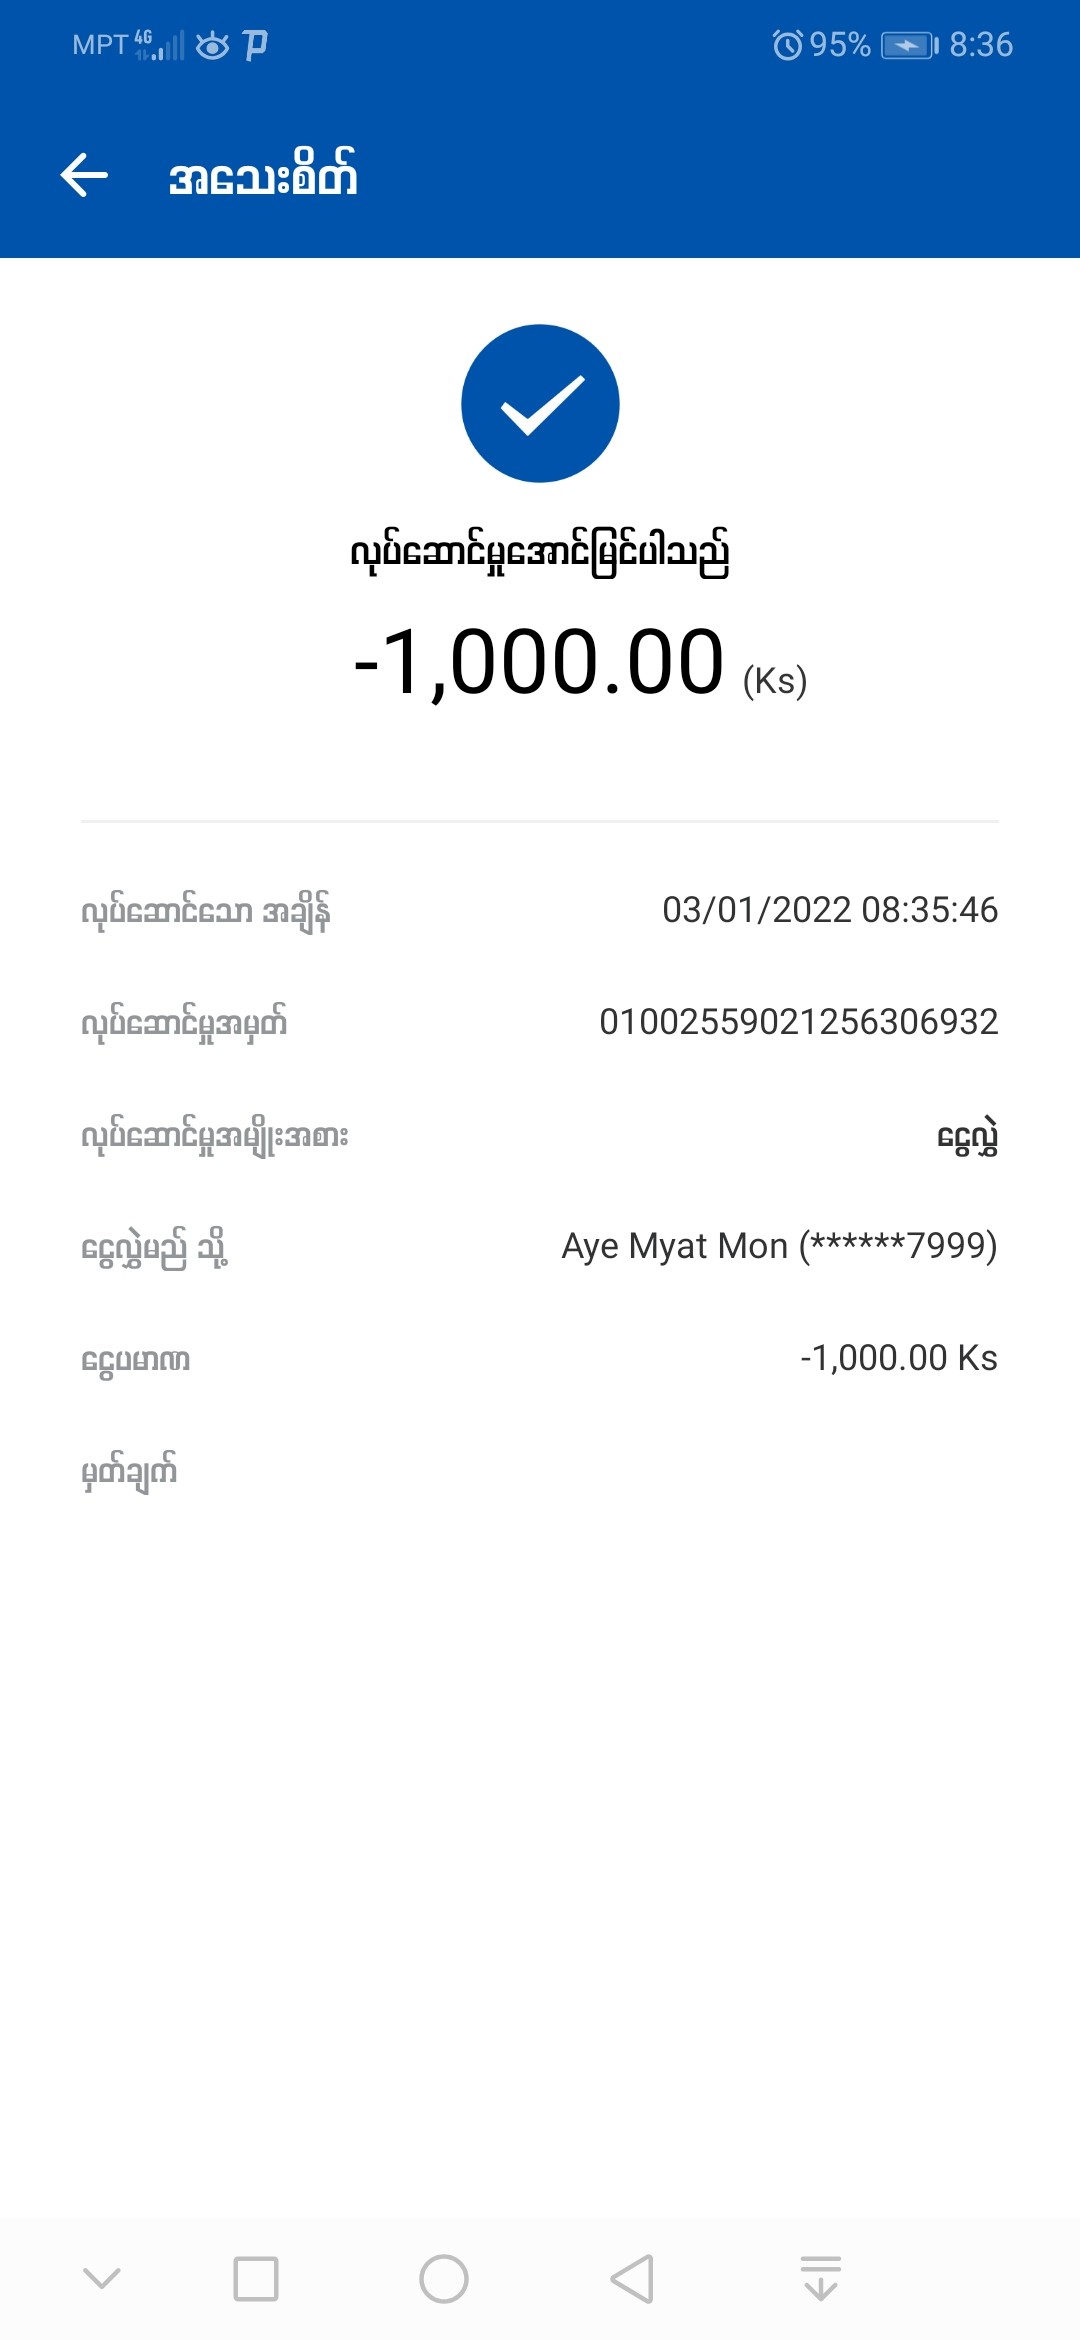 MPT 4G 95% 8:36
အသေးစိတ်
လုပ်ဆောင်မှုအောင်မြင်ပါသည်
-1,000.00 (Ks)
လုပ်ဆောင်သော အချိန် 03/01/2022 08:35:46
လုပ်ဆောင်မှုအမှတ် 01002559021256306932
လုပ်ဆောင်မှုအမျိုးအစား ငွေလွှဲ
ငွေလွှဲမည် သို့ Aye Myat Mon (******7999)
ငွေပမာဏ -1,000.00 Ks
မှတ်ချက်